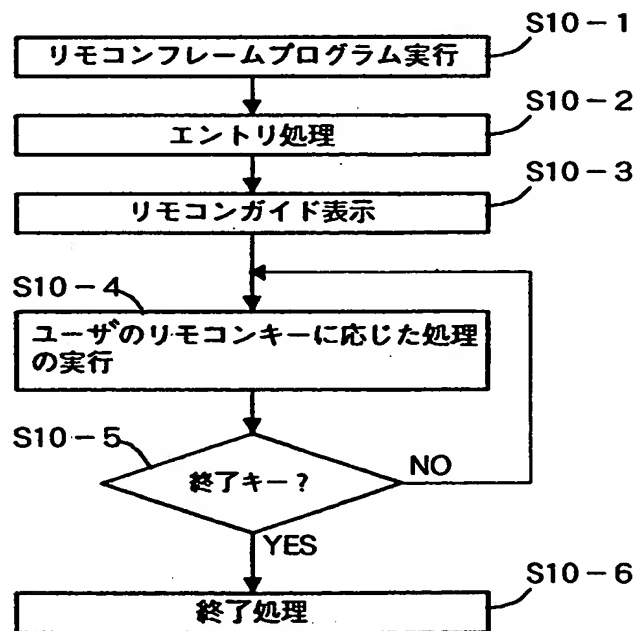 S10-1
リモコンフレームプログラム実行
S10-2
エントリ処理
S10-3
リモコンガイド表示
S10-4
ユーザのリモコンキーに応じた処理
の実行
S10-5
終了キー?
NO
YES
S10-6
終了処理